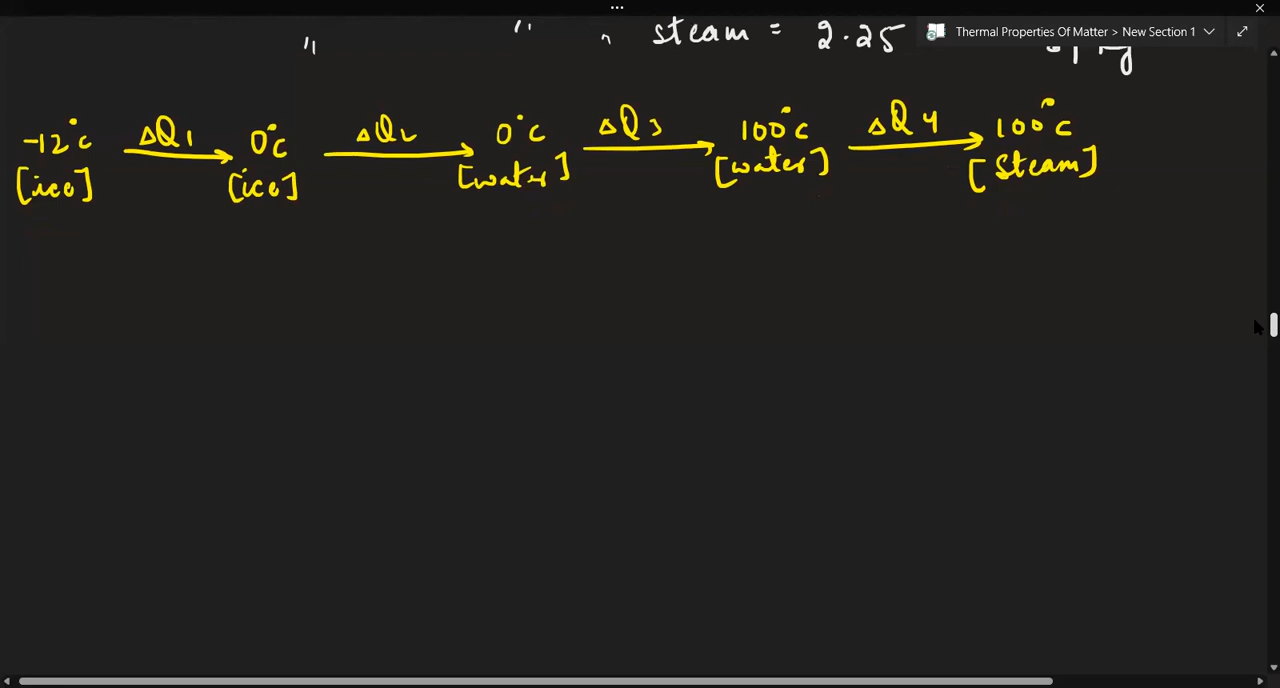 Thermal Properties Of Matter > New Section 1
" " " steam = 2.25
-12°C ΔQ1 0°C ΔQ2 0°C ΔQ3 100°C ΔQ4 100°C
[ice] [ice] [water] [water] [steam]